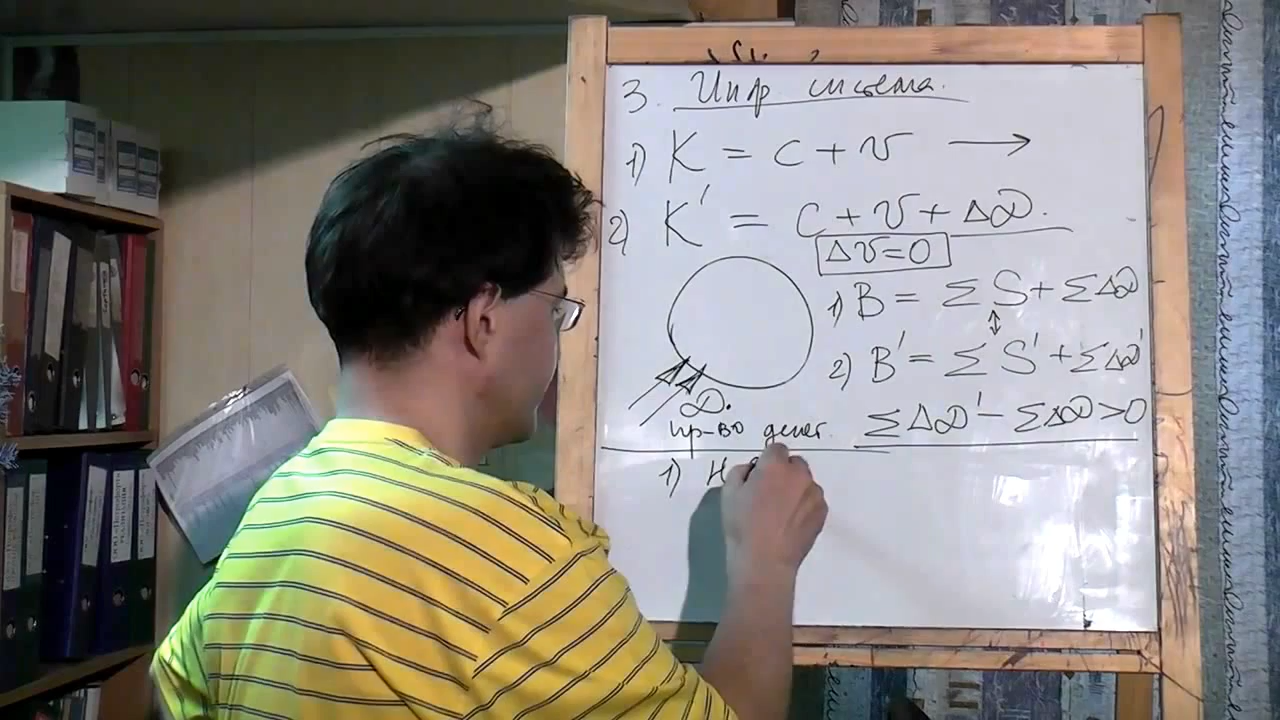 3. Инф система.
1) K = c + v →
2) K' = c + v + Δ𝒟.
Δv = 0
1) B = Σ S + Σ Δ𝒟
↕
2) B' = Σ S' + Σ Δ𝒟'
Σ Δ𝒟' − Σ Δ𝒟 > 0
𝒟.
пр-во денег.
1) Н